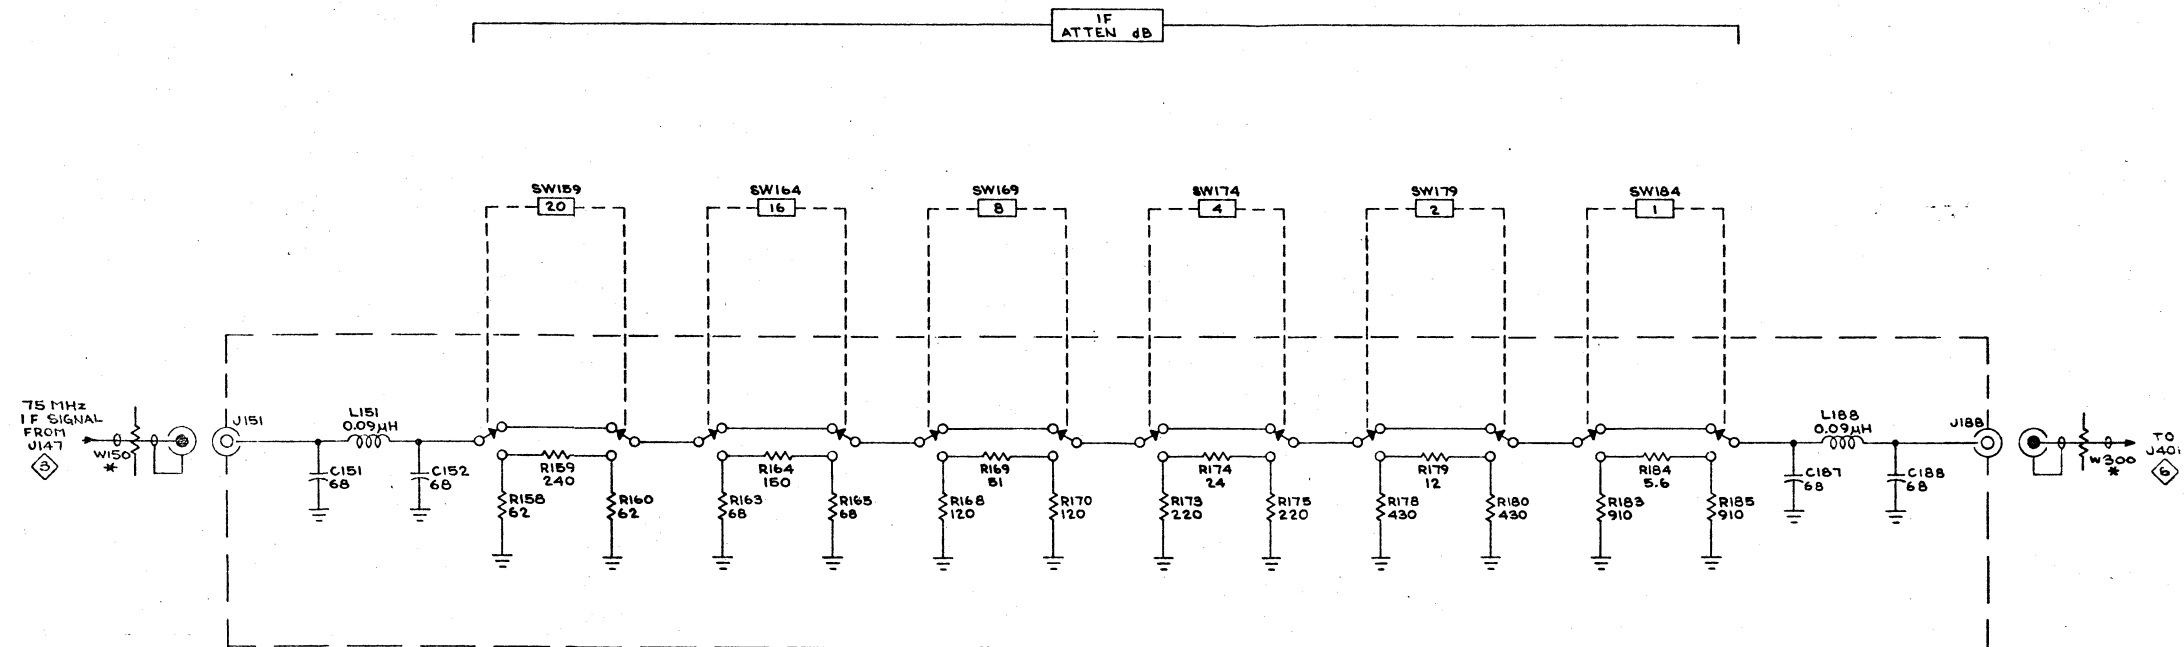 IF
ATTEN dB
SW159
20
SW164
16
SW169
8
SW174
4
SW179
2
SW184
1
75 MHz
IF SIGNAL
FROM
J147
3
W150
*
J151
L151
0.09µH
C151
68
C152
68
R159
240
R158
62
R160
62
R164
150
R163
68
R165
68
R169
51
R168
120
R170
120
R174
24
R173
220
R175
220
R179
12
R178
430
R180
430
R184
5.6
R183
910
R185
910
L188
0.09µH
C187
68
C188
68
J188
W300
*
TO
J401
6